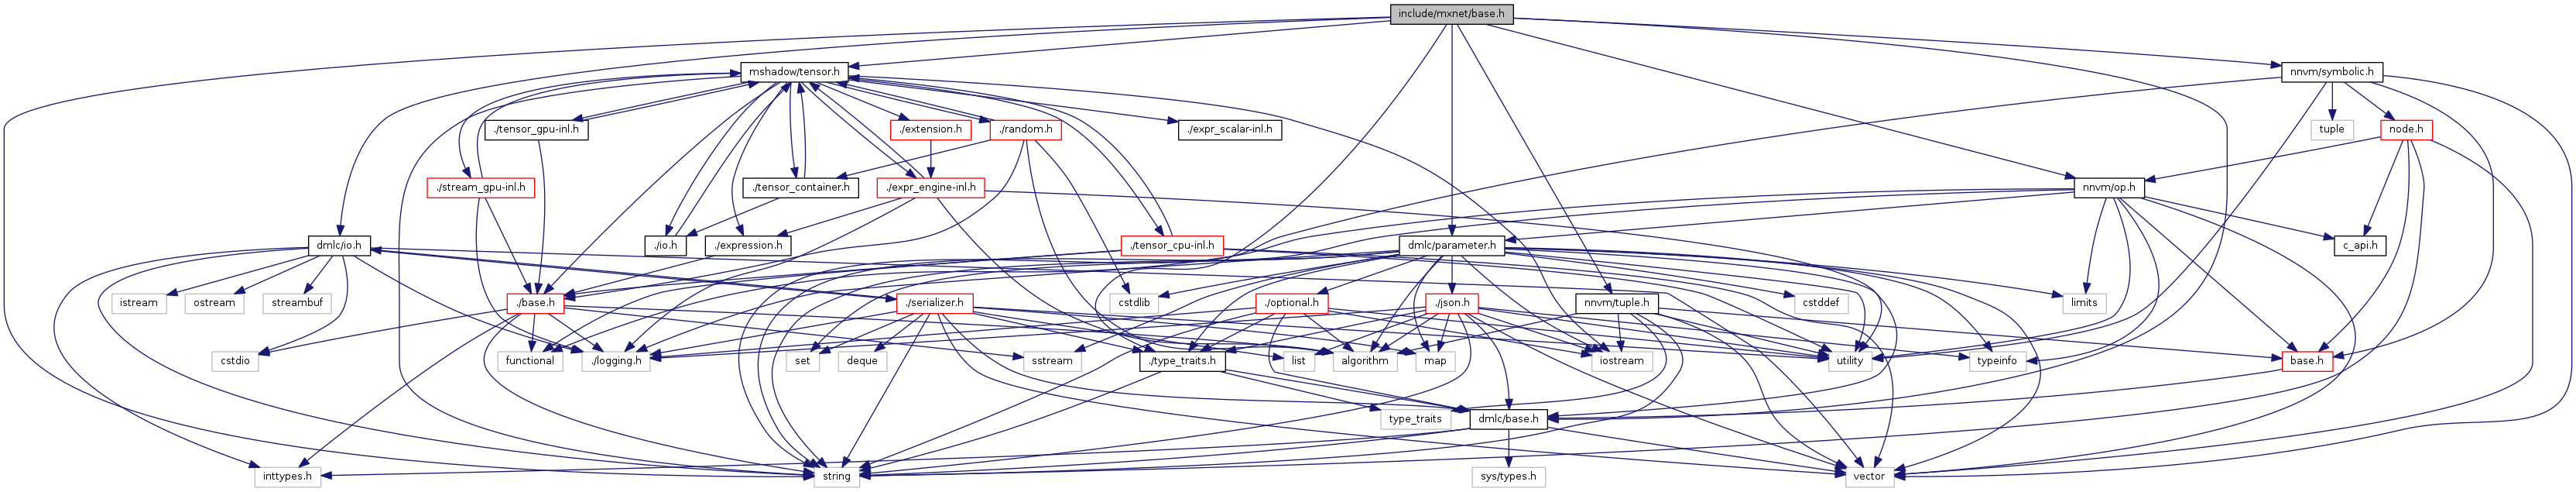 include/mxnet/base.h
mshadow/tensor.h
nnvm/symbolic.h
./tensor_gpu-inl.h
./extension.h
./random.h
./expr_scalar-inl.h
tuple
node.h
./stream_gpu-inl.h
./tensor_container.h
./expr_engine-inl.h
nnvm/op.h
dmlc/io.h
./io.h
./expression.h
./tensor_cpu-inl.h
dmlc/parameter.h
c_api.h
istream
ostream
streambuf
./base.h
./serializer.h
cstdlib
./optional.h
./json.h
nnvm/tuple.h
cstddef
limits
cstdio
functional
./logging.h
set
deque
sstream
./type_traits.h
list
algorithm
map
iostream
utility
typeinfo
base.h
type_traits
dmlc/base.h
inttypes.h
string
sys/types.h
vector